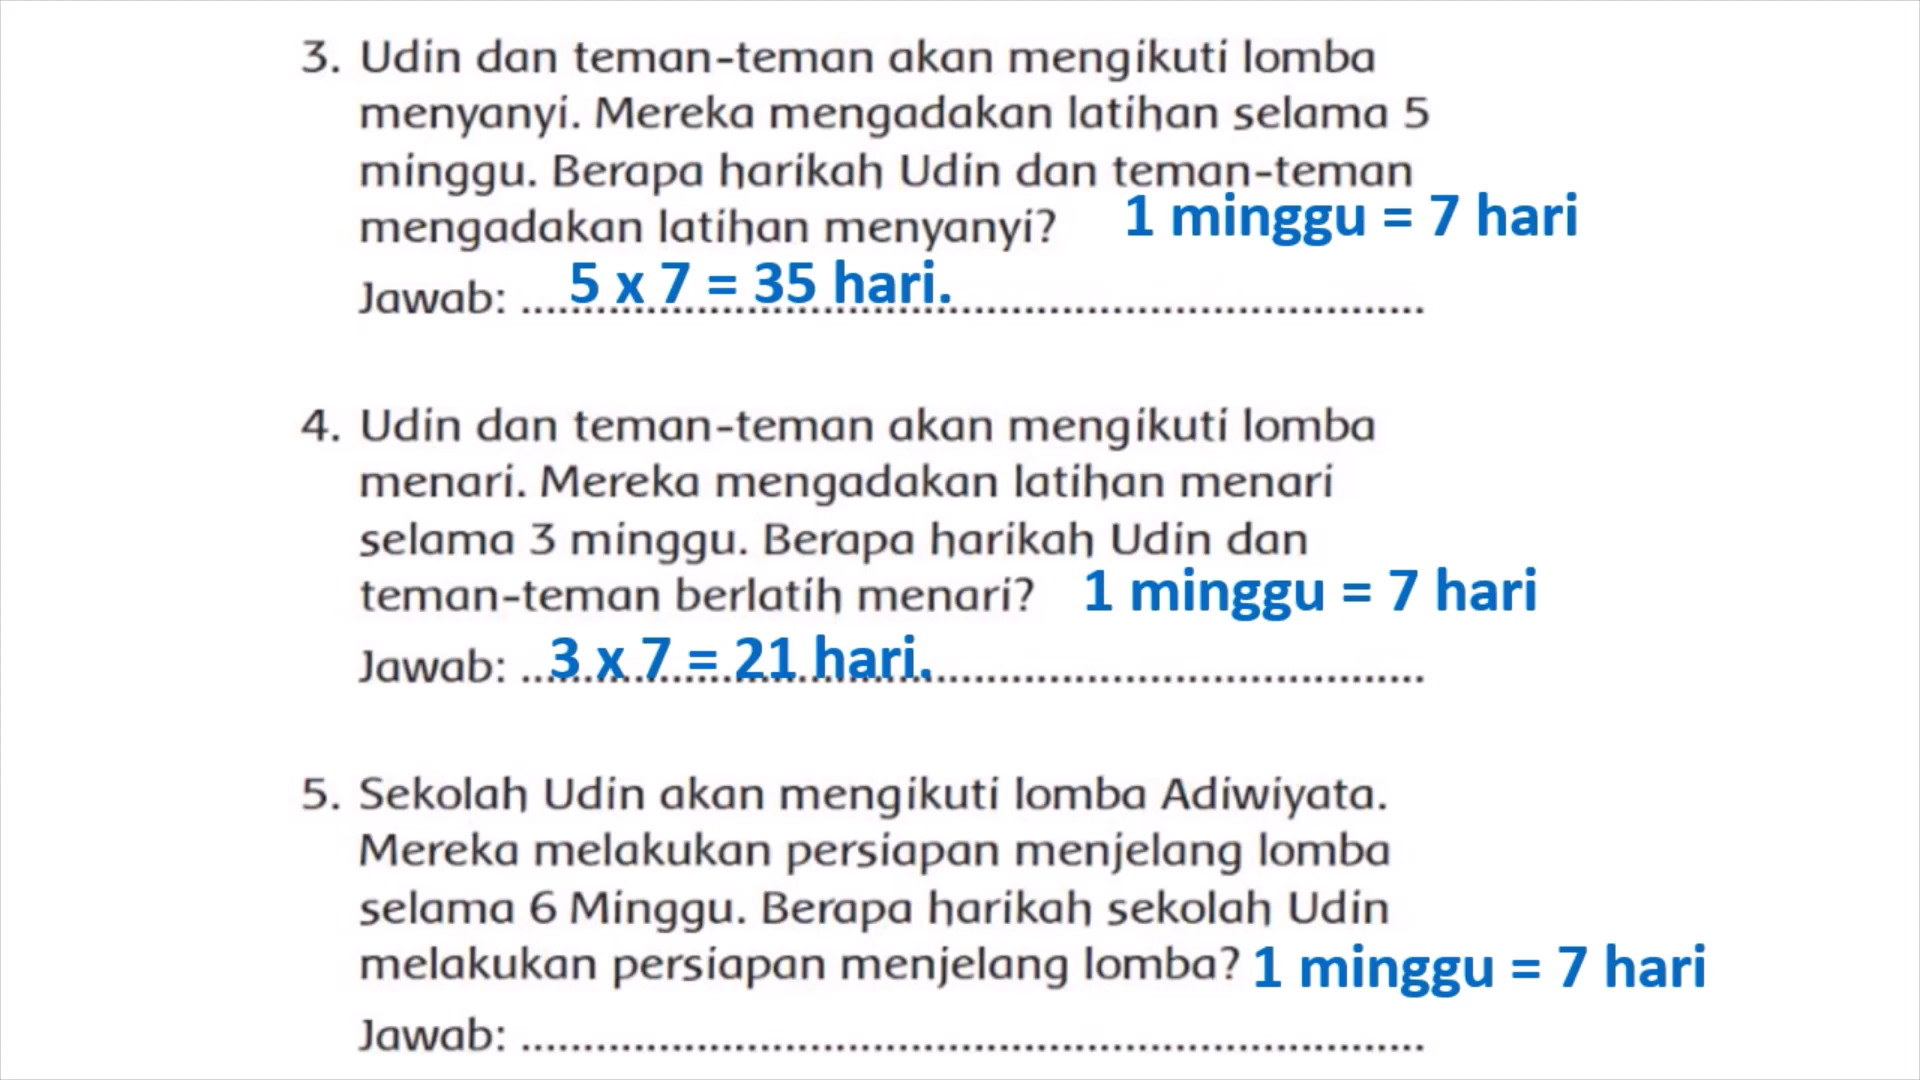 3. Udin dan teman-teman akan mengikuti lomba
menyanyi. Mereka mengadakan latihan selama 5
minggu. Berapa harikah Udin dan teman-teman
mengadakan latihan menyanyi? 1 minggu = 7 hari
Jawab: ....5 x 7 = 35 hari.......................................
4. Udin dan teman-teman akan mengikuti lomba
menari. Mereka mengadakan latihan menari
selama 3 minggu. Berapa harikah Udin dan
teman-teman berlatih menari? 1 minggu = 7 hari
Jawab: ..3 x 7 = 21 hari.......................................
5. Sekolah Udin akan mengikuti lomba Adiwiyata.
Mereka melakukan persiapan menjelang lomba
selama 6 Minggu. Berapa harikah sekolah Udin
melakukan persiapan menjelang lomba? 1 minggu = 7 hari
Jawab: ........................................................................